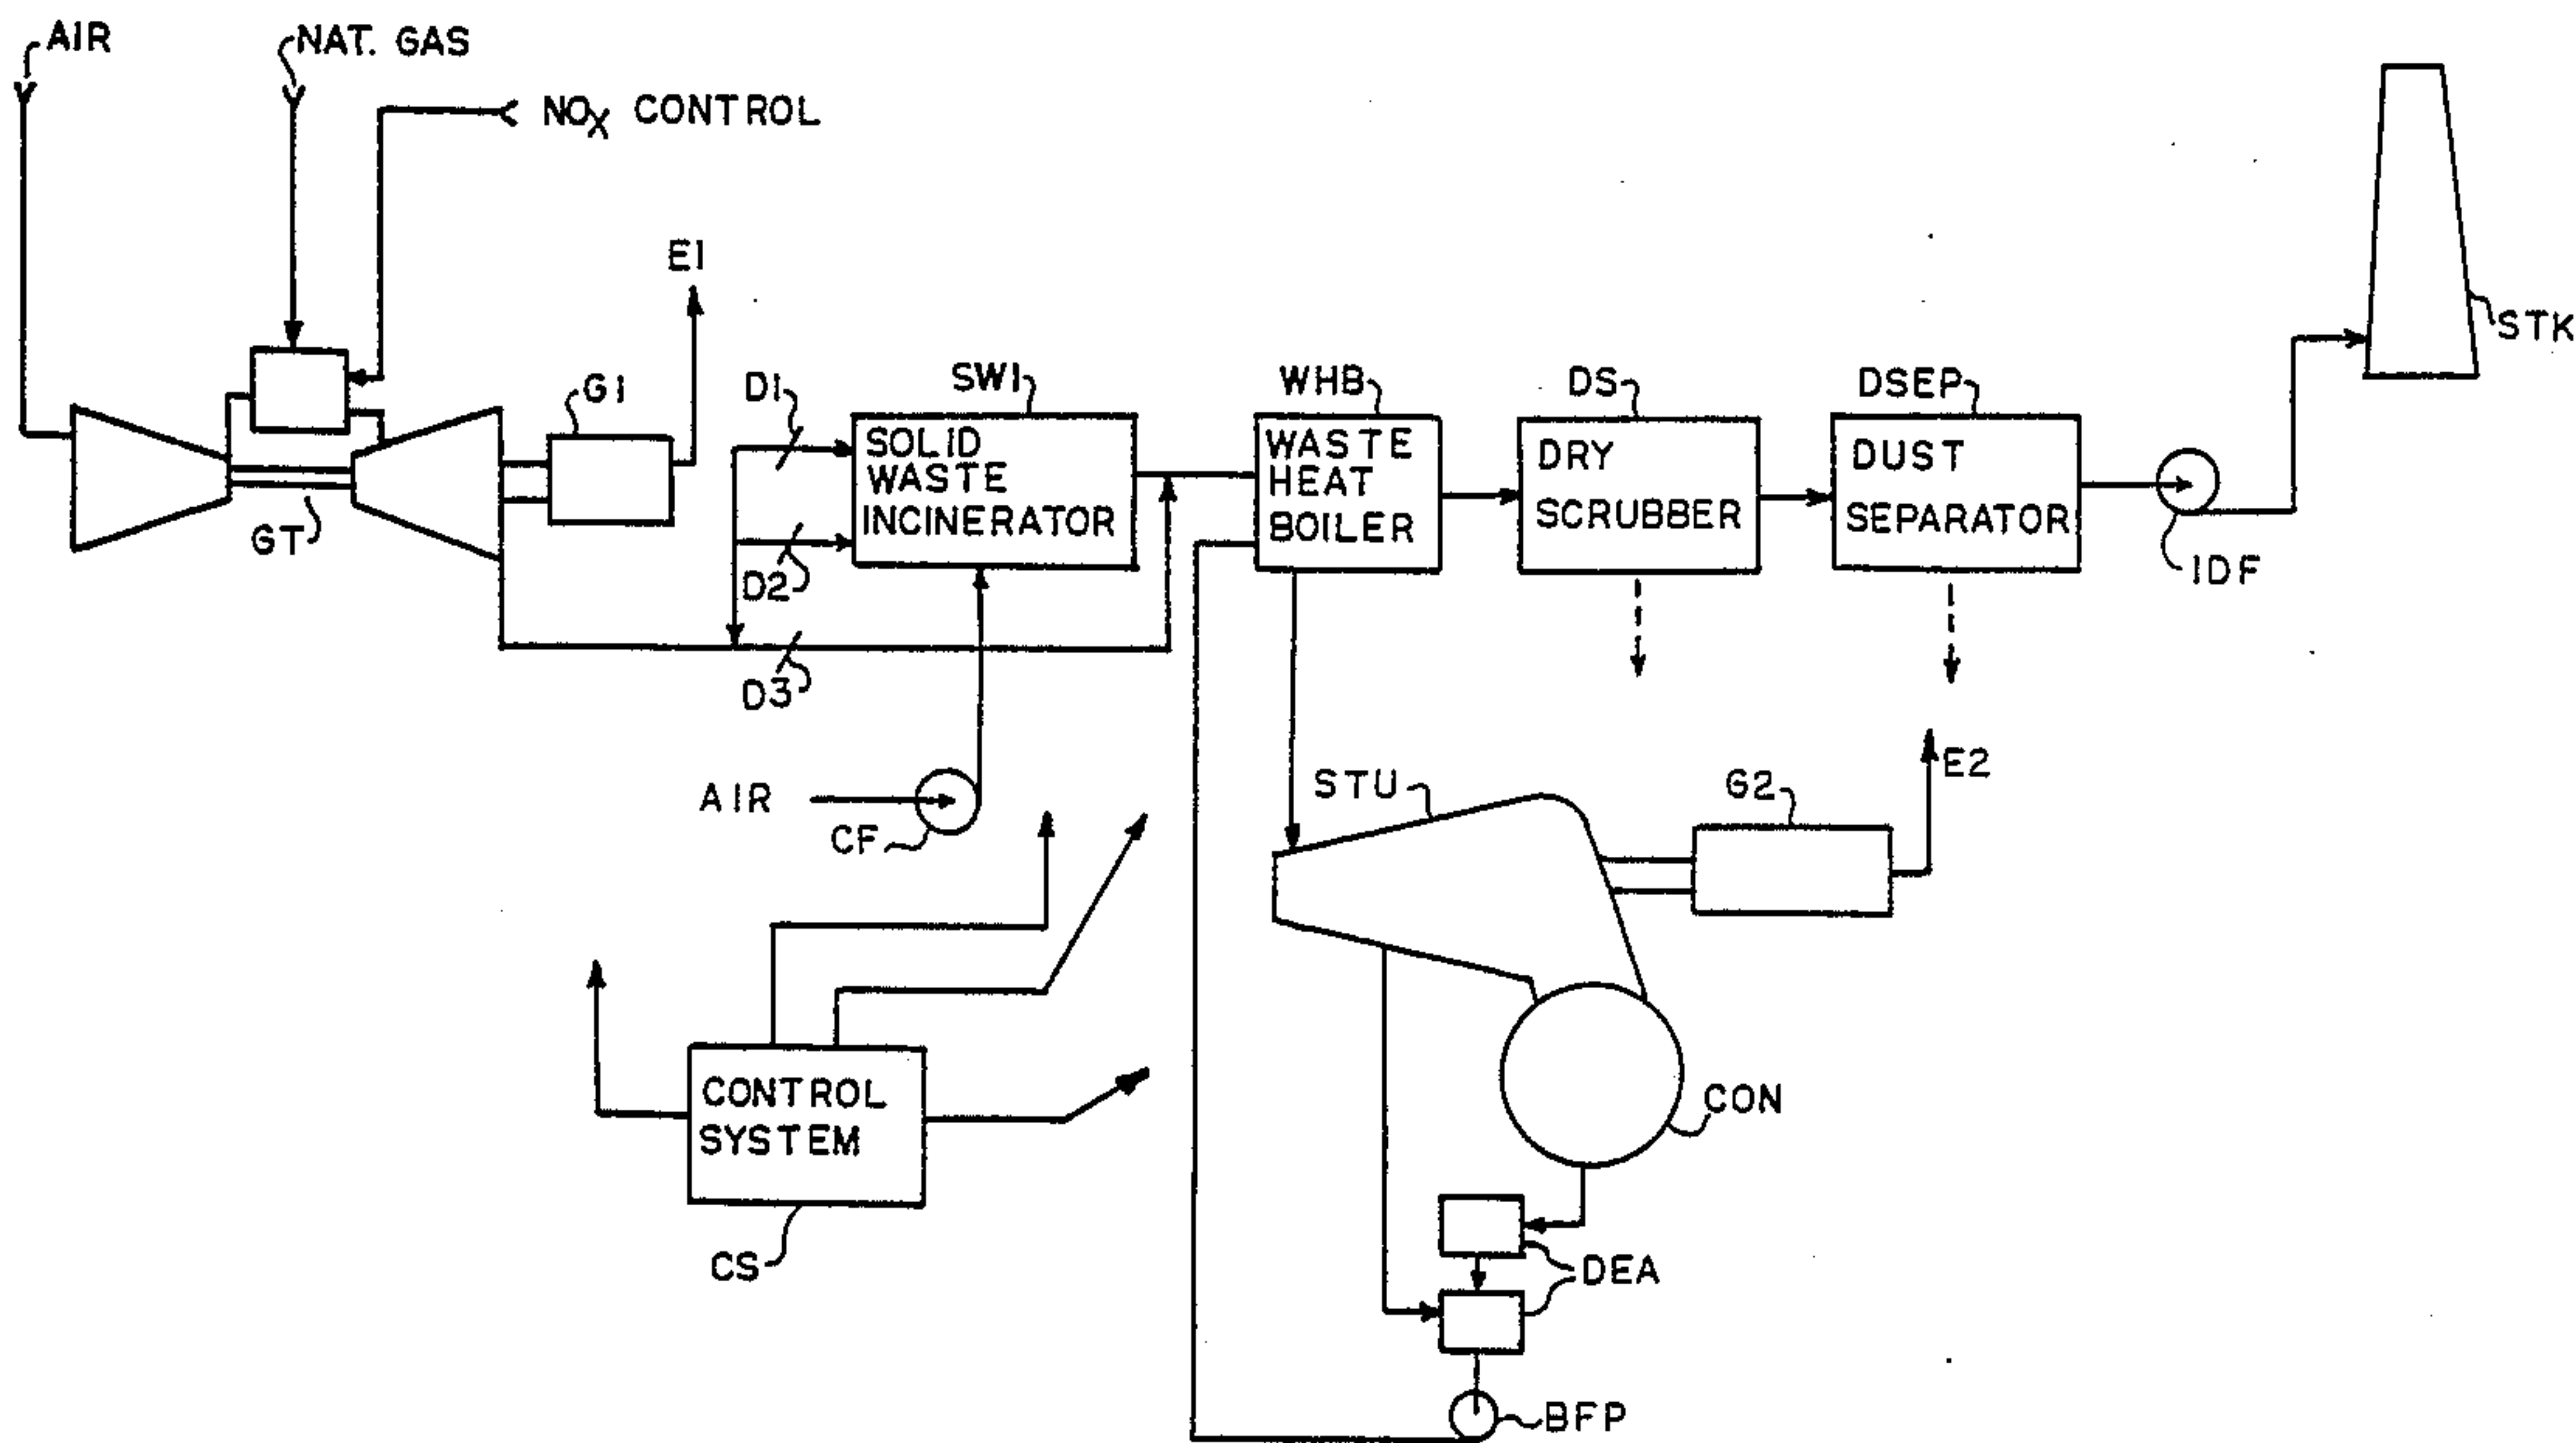 AIR
NAT. GAS
NOX CONTROL
E1
G1
GT
D1
D2
D3
SWI
SOLID
WASTE
INCINERATOR
WHB
WASTE
HEAT
BOILER
DS
DRY
SCRUBBER
DSEP
DUST
SEPARATOR
IDF
STK
AIR
CF
STU
G2
E2
CON
CONTROL
SYSTEM
CS
DEA
BFP